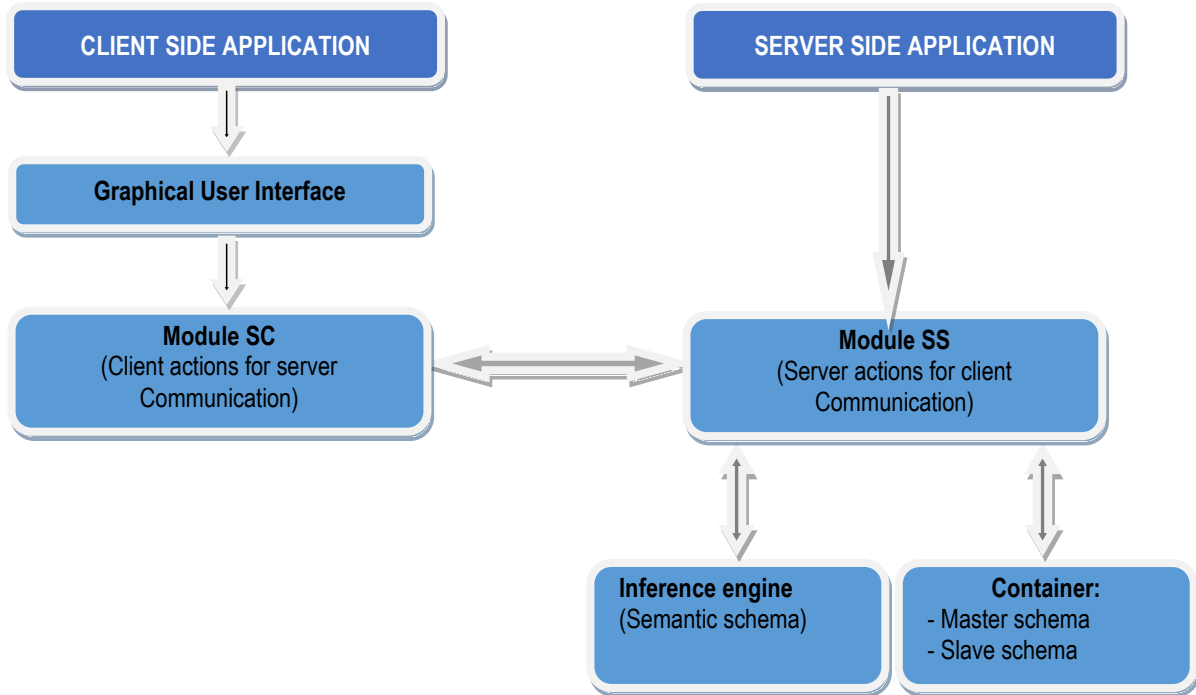 CLIENT SIDE APPLICATION
SERVER SIDE APPLICATION
Graphical User Interface
Module SC
(Client actions for server
Communication)
Module SS
(Server actions for client
Communication)
Inference engine
(Semantic schema)
Container:
- Master schema
- Slave schema